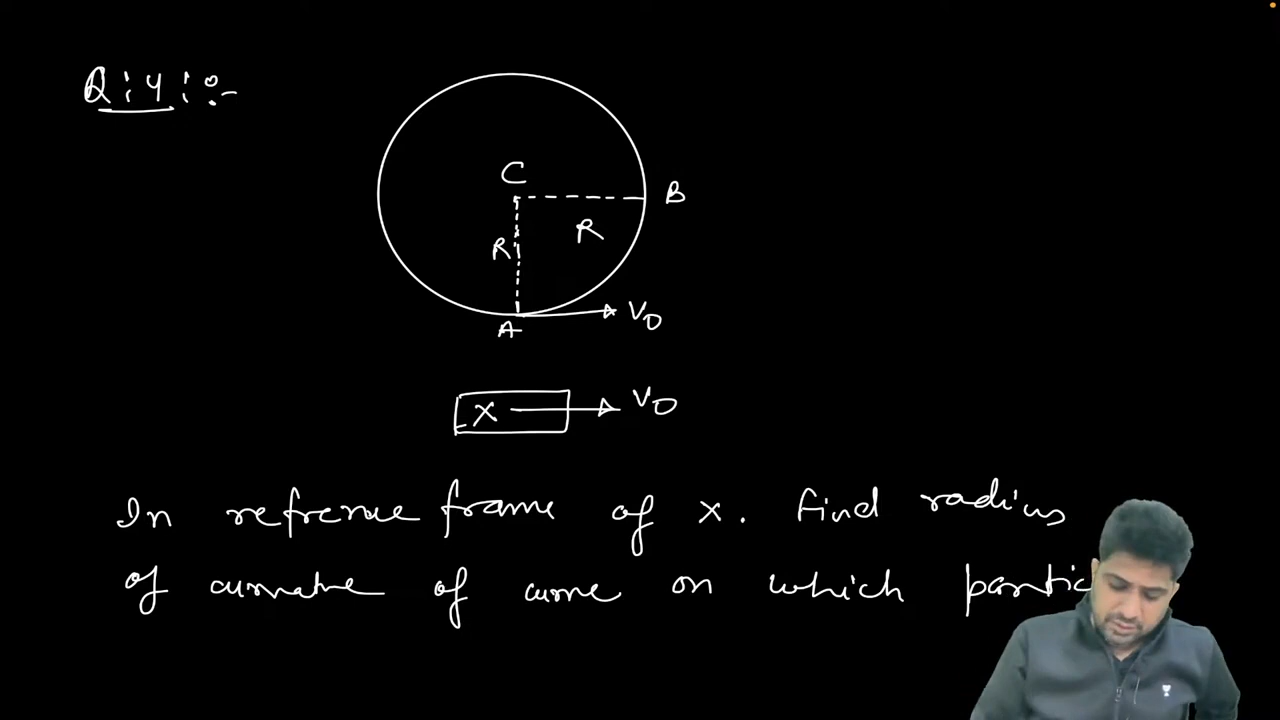 Q:4:-
C
B
R
R
A
V0
X
V0
In refrence frame of x. Find radius
of curvature of curve on which partic